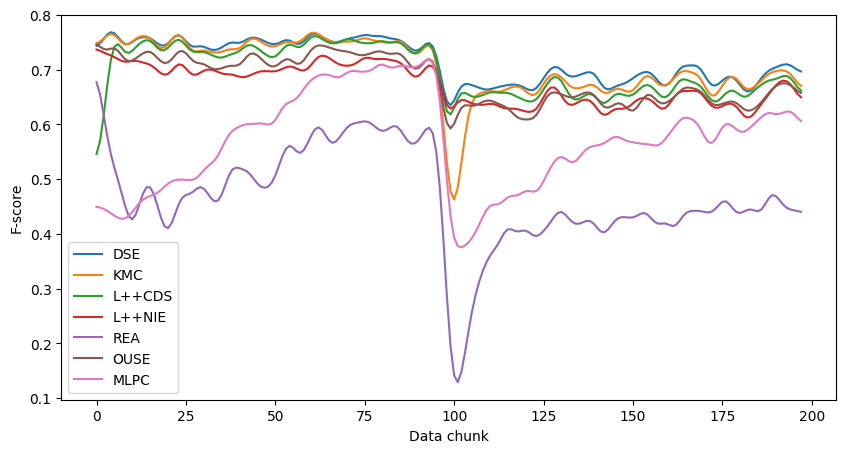 0.8
0.7
0.6
0.5
0.4
0.3
0.2
0.1
F-score
DSE
KMC
L++CDS
L++NIE
REA
OUSE
MLPC
0 25 50 75 100 125 150 175 200
Data chunk